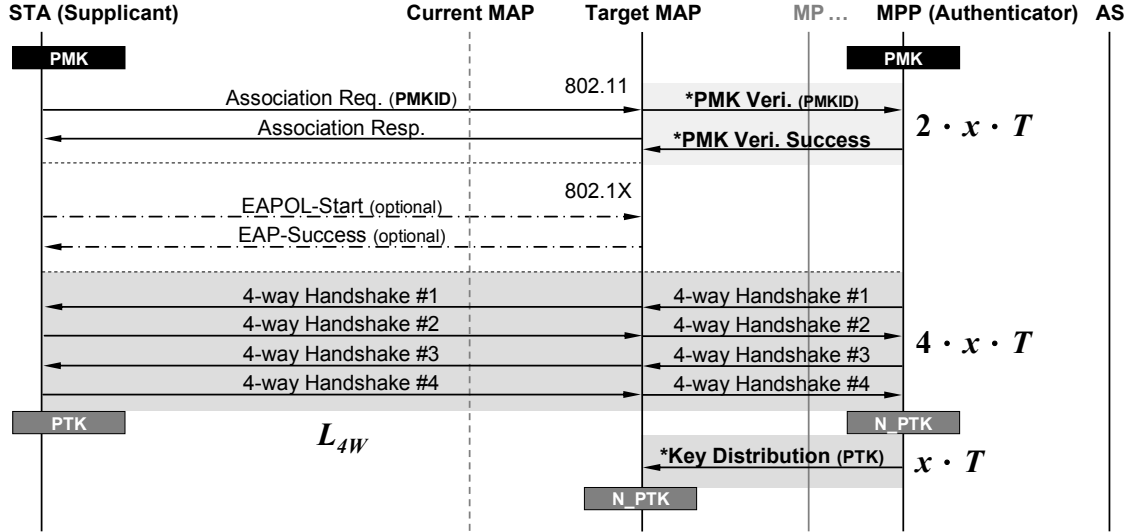 STA (Supplicant) Current MAP Target MAP MP ... MPP (Authenticator) AS
PMK PMK
802.11
Association Req. (PMKID) *PMK Veri. (PMKID)
Association Resp. *PMK Veri. Success
2 · x · T
802.1X
EAPOL-Start (optional)
EAP-Success (optional)
4-way Handshake #1 4-way Handshake #1
4-way Handshake #2 4-way Handshake #2
4-way Handshake #3 4-way Handshake #3
4-way Handshake #4 4-way Handshake #4
4 · x · T
PTK N_PTK
L4W
*Key Distribution (PTK) x · T
N_PTK